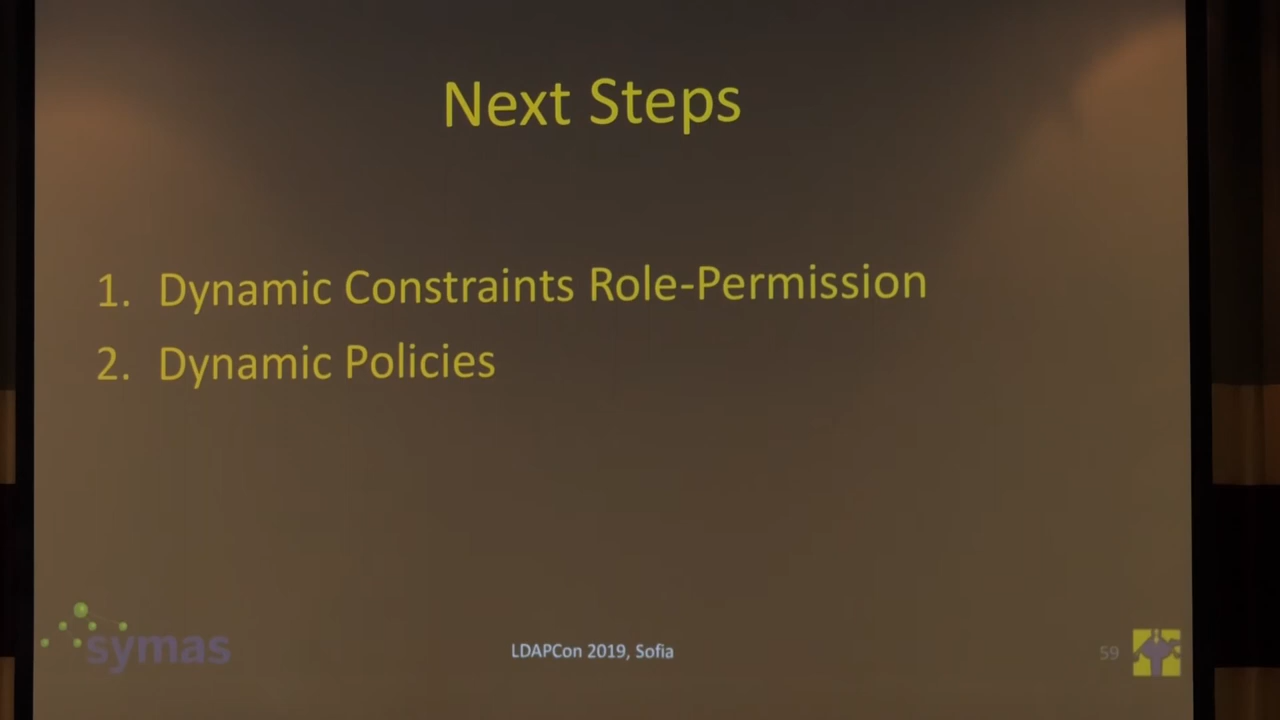 Next Steps
1. Dynamic Constraints Role-Permission
2. Dynamic Policies
symas
LDAPCon 2019, Sofia
59